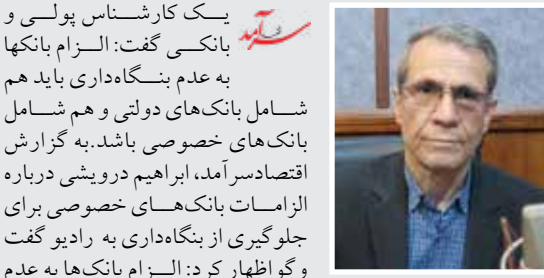 سرآمد
یک کارشناس پولی و
بانکی گفت: الزام بانکها
به عدم بنگاه‌داری باید هم
شامل بانک‌های دولتی و هم شامل
بانک‌های خصوصی باشد.به گزارش
اقتصادسرآمد، ابراهیم درویشی درباره
الزامات بانک‌های خصوصی برای
جلوگیری از بنگاه‌داری به رادیو گفت
و گو اظهار کرد: الزام بانک‌ها به عدم